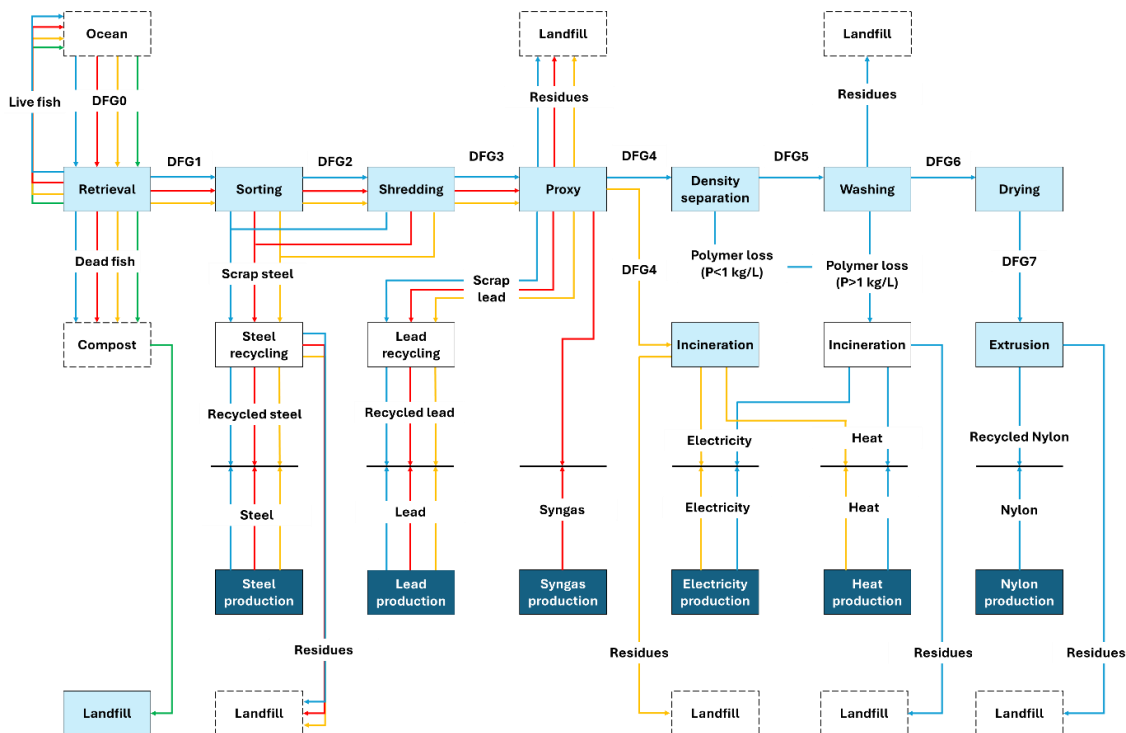 Ocean
Landfill
Landfill
Live fish
DFG0
Residues
Residues
DFG1
DFG2
DFG3
DFG4
DFG5
DFG6
Retrieval
Sorting
Shredding
Proxy
Density
separation
Washing
Drying
Dead fish
Scrap steel
Scrap
lead
DFG4
Polymer loss
(P<1 kg/L)
Polymer loss
(P>1 kg/L)
DFG7
Compost
Steel
recycling
Lead
recycling
Incineration
Incineration
Extrusion
Recycled steel
Recycled lead
Electricity
Heat
Recycled Nylon
Steel
Lead
Syngas
Electricity
Heat
Nylon
Steel
production
Lead
production
Syngas
production
Electricity
production
Heat
production
Nylon
production
Residues
Residues
Residues
Residues
Landfill
Landfill
Landfill
Landfill
Landfill